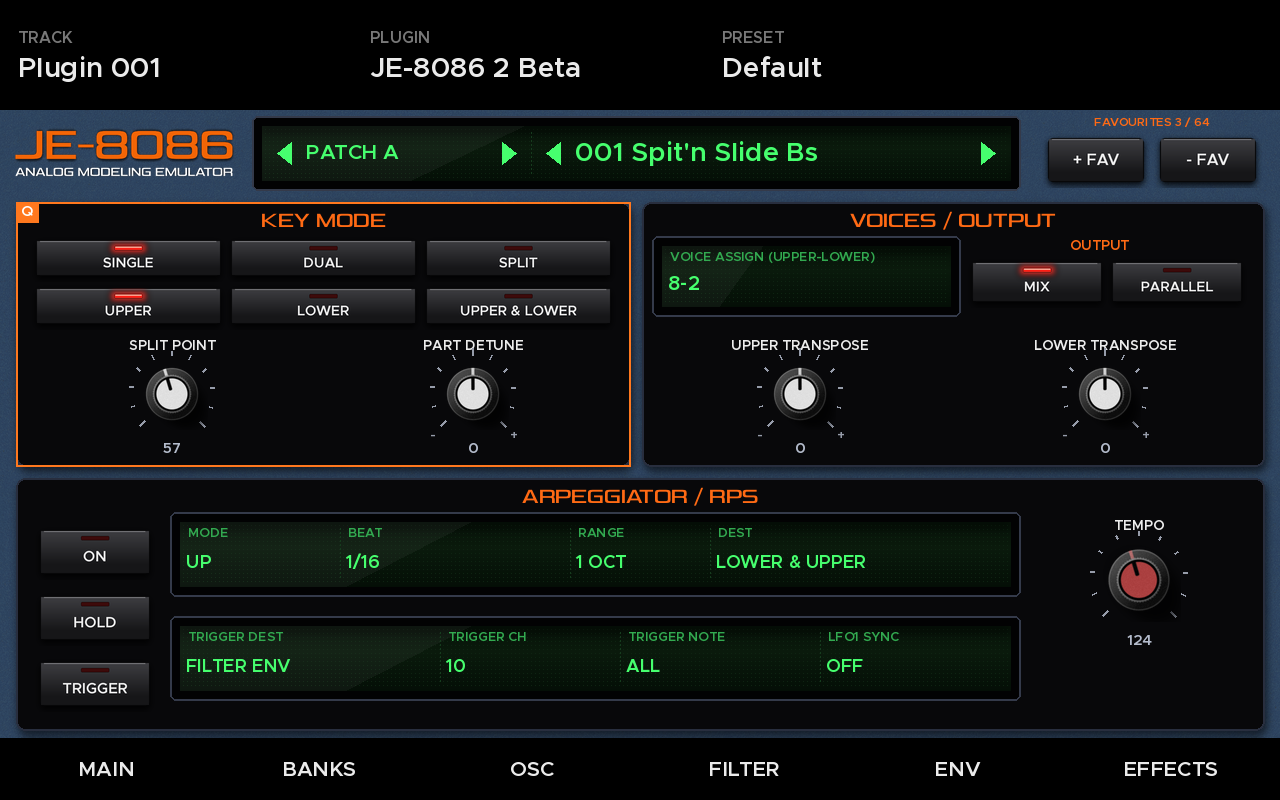 TRACK PLUGIN PRESET
Plugin 001 JE-8086 2 Beta Default
JE-8086
ANALOG MODELING EMULATOR
PATCH A 001 Spit'n Slide Bs
FAVOURITES 3 / 64
+ FAV - FAV
Q
KEY MODE
SINGLE DUAL SPLIT
UPPER LOWER UPPER & LOWER
SPLIT POINT PART DETUNE
- +
57 0
VOICES / OUTPUT
VOICE ASSIGN (UPPER-LOWER)
8-2
OUTPUT
MIX PARALLEL
UPPER TRANSPOSE LOWER TRANSPOSE
- + - +
0 0
ARPEGGIATOR / RPS
ON
HOLD
TRIGGER
MODE BEAT RANGE DEST
UP 1/16 1 OCT LOWER & UPPER
TRIGGER DEST TRIGGER CH TRIGGER NOTE LFO1 SYNC
FILTER ENV 10 ALL OFF
TEMPO
124
MAIN BANKS OSC FILTER ENV EFFECTS